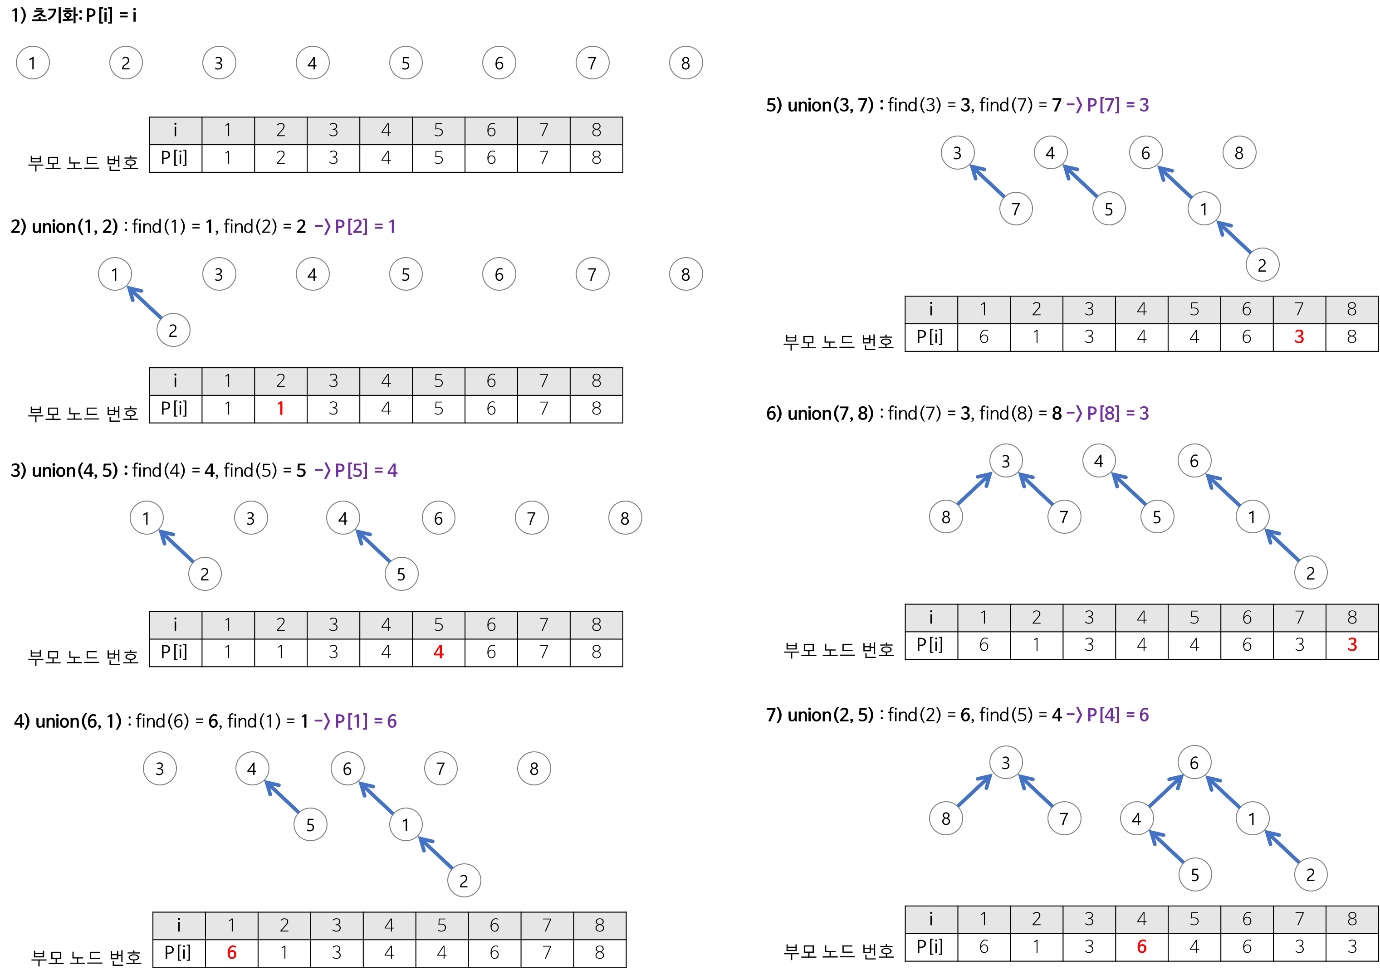 1) 초기화: P[i] = i
1 2 3 4 5 6 7 8
i 1 2 3 4 5 6 7 8
부모 노드 번호 P[i] 1 2 3 4 5 6 7 8
2) union(1, 2) : find(1) = 1, find(2) = 2 -> P[2] = 1
1 3 4 5 6 7 8
2
i 1 2 3 4 5 6 7 8
부모 노드 번호 P[i] 1 1 3 4 5 6 7 8
3) union(4, 5) : find(4) = 4, find(5) = 5 -> P[5] = 4
1 3 4 6 7 8
2 5
i 1 2 3 4 5 6 7 8
부모 노드 번호 P[i] 1 1 3 4 4 6 7 8
4) union(6, 1) : find(6) = 6, find(1) = 1 -> P[1] = 6
3 4 6 7 8
5 1
2
i 1 2 3 4 5 6 7 8
부모 노드 번호 P[i] 6 1 3 4 4 6 7 8
5) union(3, 7) : find(3) = 3, find(7) = 7 -> P[7] = 3
3 4 6 8
7 5 1
2
i 1 2 3 4 5 6 7 8
부모 노드 번호 P[i] 6 1 3 4 4 6 3 8
6) union(7, 8) : find(7) = 3, find(8) = 8 -> P[8] = 3
3 4 6
8 7 5 1
2
i 1 2 3 4 5 6 7 8
부모 노드 번호 P[i] 6 1 3 4 4 6 3 3
7) union(2, 5) : find(2) = 6, find(5) = 4 -> P[4] = 6
3 6
8 7 4 1
5 2
i 1 2 3 4 5 6 7 8
부모 노드 번호 P[i] 6 1 3 6 4 6 3 3